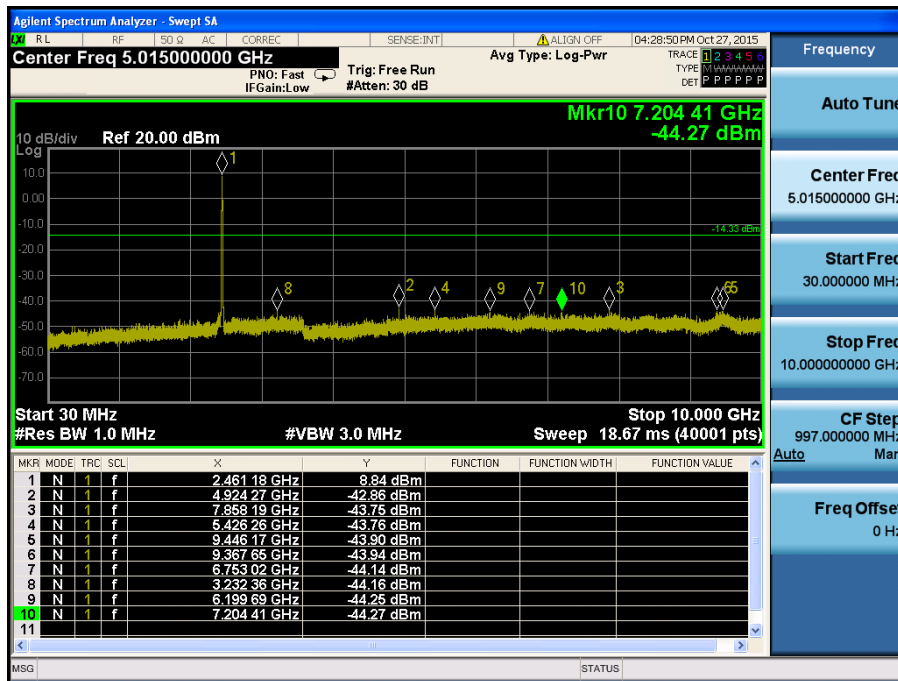 Agilent Spectrum Analyzer - Swept SA
LXI RL RF 50 Ω AC CORREC SENSE:INT ALIGN OFF 04:28:50 PM Oct 27, 2015
Center Freq 5.015000000 GHz
PNO: Fast
IFGain:Low
Trig: Free Run
#Atten: 30 dB
Avg Type: Log-Pwr
TRACE 1 2 3 4 5 6
TYPE M WWWWW
DET P P P P P P
Mkr10 7.204 41 GHz
-44.27 dBm
10 dB/div Ref 20.00 dBm
Log
10.0
0.00
-10.0
-20.0
-30.0
-40.0
-50.0
-60.0
-70.0
-14.33 dBm
1
8 2 4 9 7 10 3 6 5
Start 30 MHz Stop 10.000 GHz
#Res BW 1.0 MHz #VBW 3.0 MHz Sweep 18.67 ms (40001 pts)
MKR MODE TRC SCL X Y FUNCTION FUNCTION WIDTH FUNCTION VALUE
1 N 1 f 2.461 18 GHz 8.84 dBm
2 N 1 f 4.924 27 GHz -42.86 dBm
3 N 1 f 7.858 19 GHz -43.75 dBm
4 N 1 f 5.426 26 GHz -43.76 dBm
5 N 1 f 9.446 17 GHz -43.90 dBm
6 N 1 f 9.367 65 GHz -43.94 dBm
7 N 1 f 6.753 02 GHz -44.14 dBm
8 N 1 f 3.232 36 GHz -44.16 dBm
9 N 1 f 6.199 69 GHz -44.25 dBm
10 N 1 f 7.204 41 GHz -44.27 dBm
11
MSG STATUS
Frequency
Auto Tune
Center Freq
5.015000000 GHz
Start Freq
30.000000 MHz
Stop Freq
10.000000000 GHz
CF Step
997.000000 MHz
Auto Man
Freq Offset
0 Hz